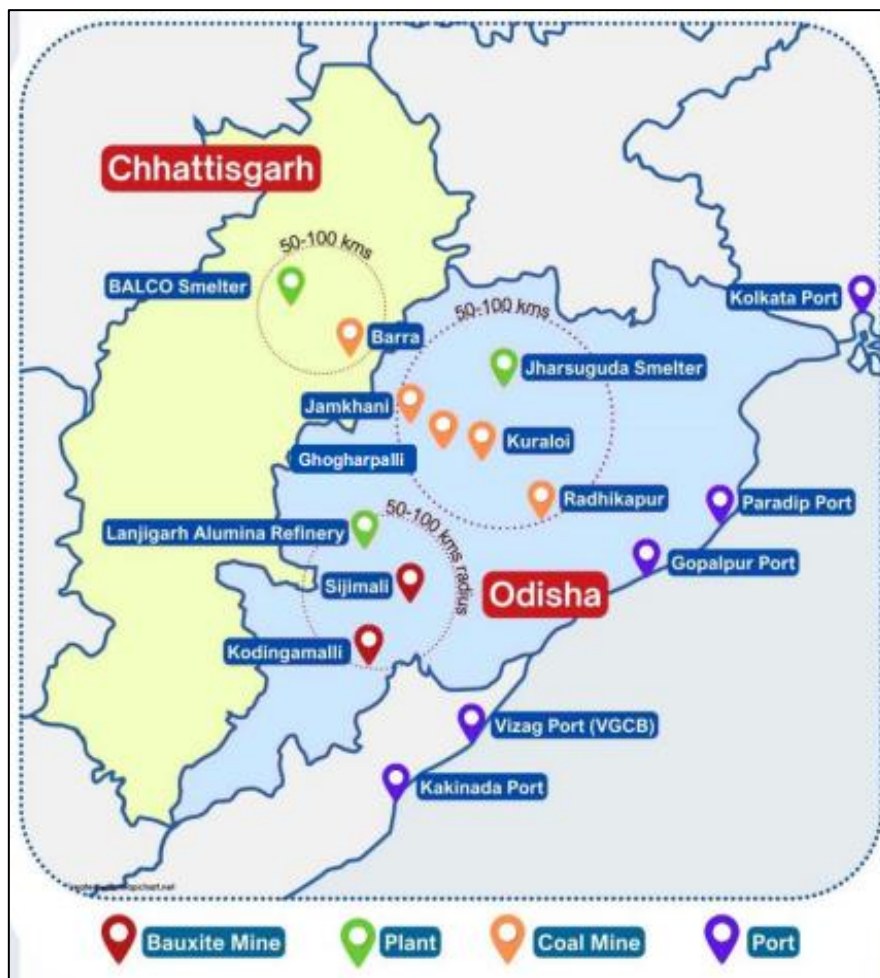 Chhattisgarh
50-100 kms
BALCO Smelter
Barra
50-100 kms
Kolkata Port
Jharsuguda Smelter
Jamkhani
Kuraloi
Ghogharpalli
Radhikapur
Paradip Port
Lanjigarh Alumina Refinery
50-100 kms radius
Gopalpur Port
Sijimali
Odisha
Kodingamalli
Vizag Port (VGCB)
Kakinada Port
Bauxite Mine
Plant
Coal Mine
Port